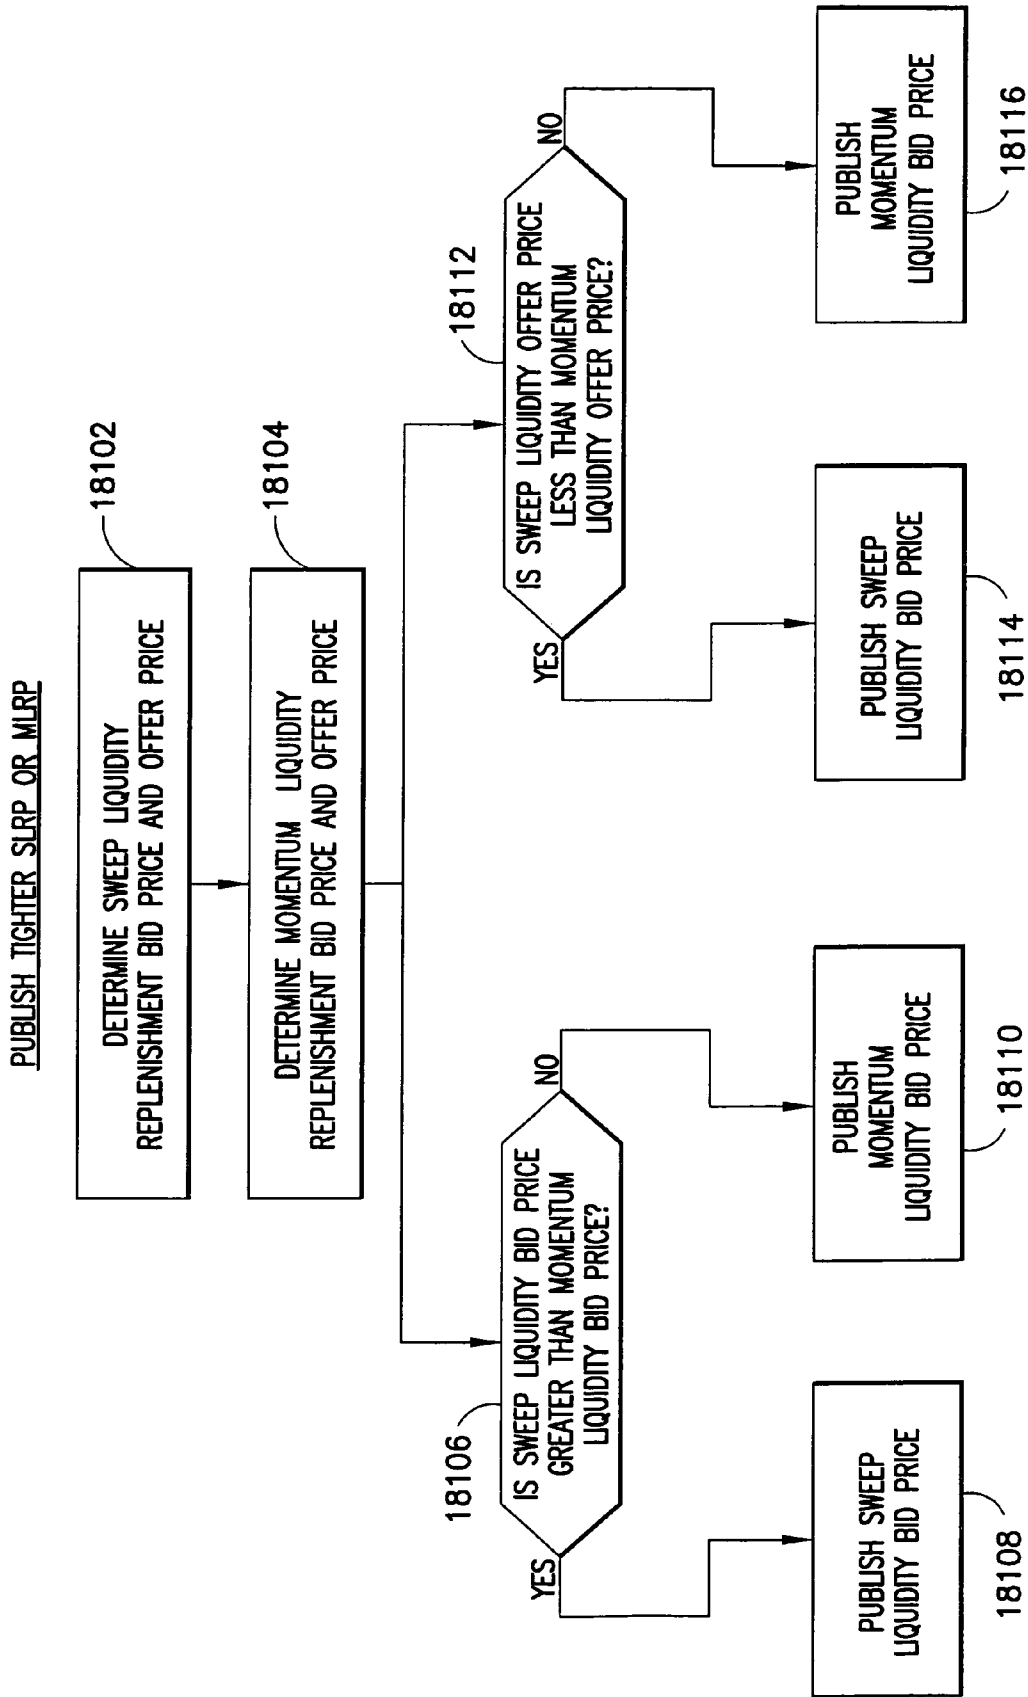 PUBLISH TIGHTER SLRP OR MLRP
DETERMINE SWEEP LIQUIDITY
REPLENISHMENT BID PRICE AND OFFER PRICE
18102
DETERMINE MOMENTUM LIQUIDITY
REPLENISHMENT BID PRICE AND OFFER PRICE
18104
18106
IS SWEEP LIQUIDITY BID PRICE
GREATER THAN MOMENTUM
LIQUIDITY BID PRICE?
YES
NO
18112
IS SWEEP LIQUIDITY OFFER PRICE
LESS THAN MOMENTUM
LIQUIDITY OFFER PRICE?
YES
NO
PUBLISH SWEEP
LIQUIDITY BID PRICE
18108
PUBLISH
MOMENTUM
LIQUIDITY BID PRICE
18110
PUBLISH SWEEP
LIQUIDITY BID PRICE
18114
PUBLISH
MOMENTUM
LIQUIDITY BID PRICE
18116